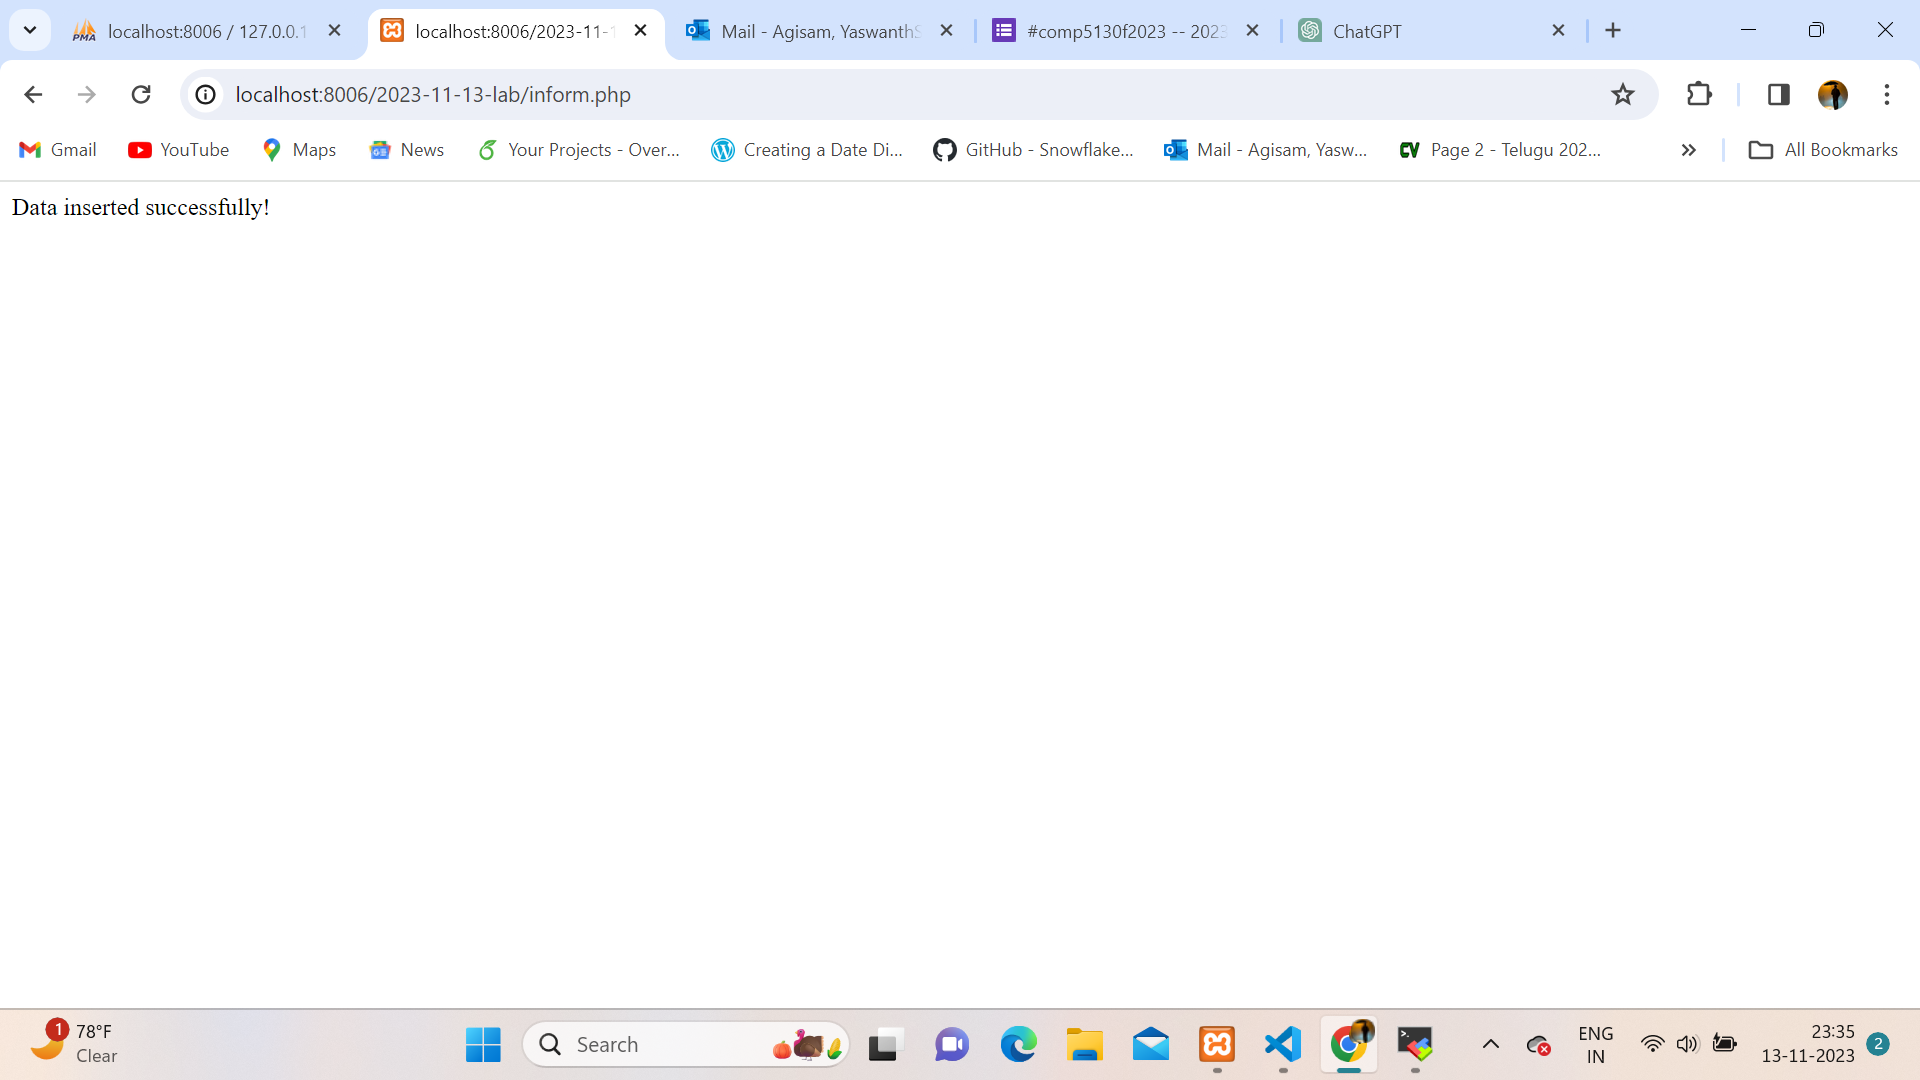 localhost:8006 / 127.0.0.1
localhost:8006/2023-11-1
Mail - Agisam, YaswanthS
#comp5130f2023 -- 2023
ChatGPT
localhost:8006/2023-11-13-lab/inform.php
Gmail
YouTube
Maps
News
Your Projects - Over...
Creating a Date Di...
GitHub - Snowflake...
Mail - Agisam, Yasw...
Page 2 - Telugu 202...
All Bookmarks
Data inserted successfully!
1
78°F
Clear
Search
ENG
IN
23:35
13-11-2023
2